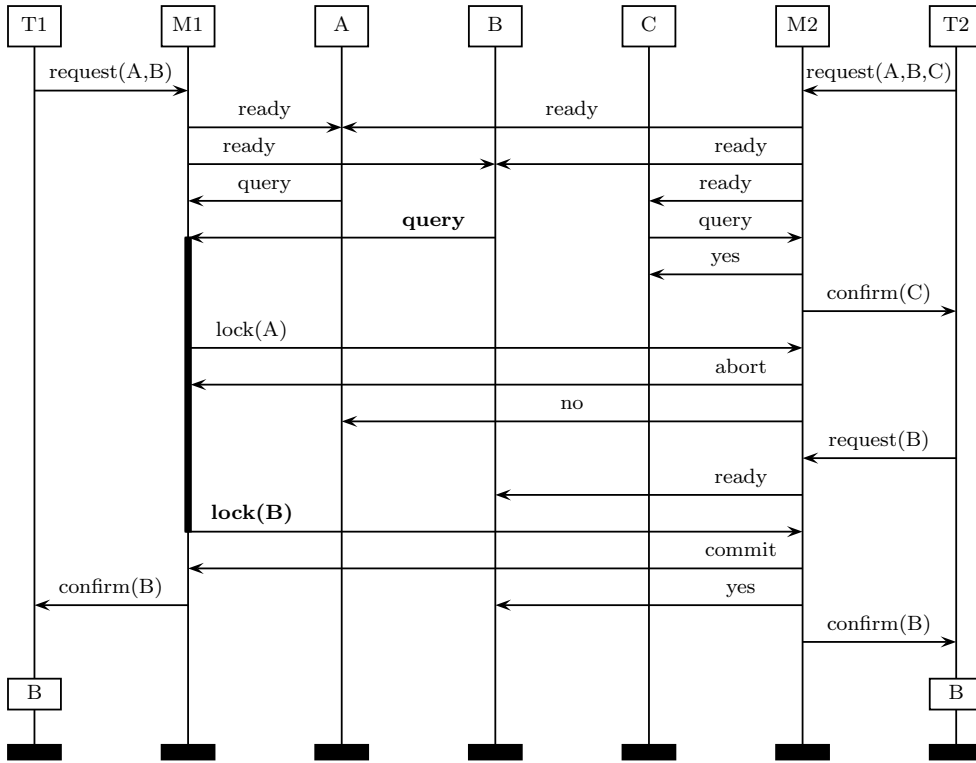 T1 M1 A B C M2 T2
request(A,B) request(A,B,C)
ready ready
ready ready
query ready
query query
yes
confirm(C)
lock(A)
abort
no
request(B)
ready
lock(B)
commit
confirm(B) yes
confirm(B)
B B